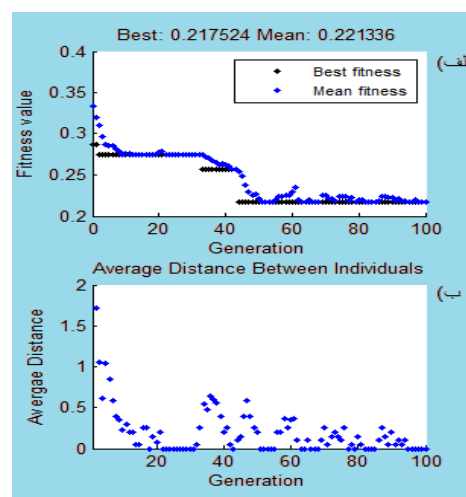 Best: 0.217524 Mean: 0.221336
الف)
0.4
0.35
0.3
0.25
0.2
Fitness value
Best fitness
Mean fitness
0 20 40 60 80 100
Generation
Average Distance Between Individuals
ب)
2
1.5
1
0.5
0
Avergae Distance
20 40 60 80 100
Generation